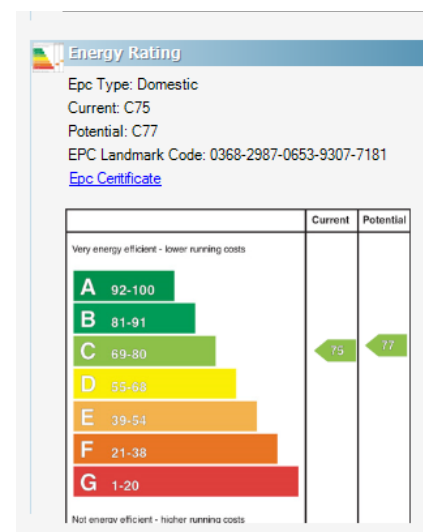 Energy Rating
Epc Type: Domestic
Current: C75
Potential: C77
EPC Landmark Code: 0368-2987-0653-9307-7181
Epc Ceritificate
Current Potential
Very energy efficient - lower running costs
A 92-100
B 81-91
C 69-80 75 77
D 55-68
E 39-54
F 21-38
G 1-20
Not energy efficient - higher running costs